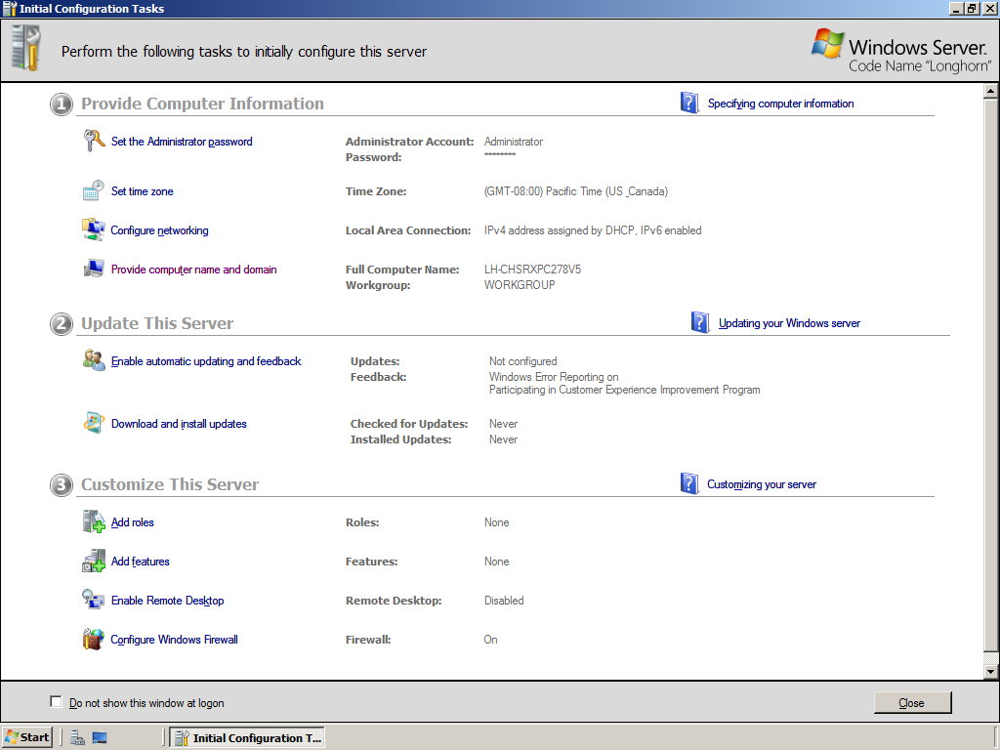 Initial Configuration Tasks
Perform the following tasks to initially configure this server
Windows Server.
Code Name "Longhorn"
1 Provide Computer Information
Specifying computer information
Set the Administrator password
Administrator Account: Administrator
Password: ********
Set time zone
Time Zone: (GMT-08:00) Pacific Time (US _Canada)
Configure networking
Local Area Connection: IPv4 address assigned by DHCP, IPv6 enabled
Provide computer name and domain
Full Computer Name: LH-CHSRXPC278V5
Workgroup: WORKGROUP
2 Update This Server
Updating your Windows server
Enable automatic updating and feedback
Updates: Not configured
Feedback: Windows Error Reporting on
Participating in Customer Experience Improvement Program
Download and install updates
Checked for Updates: Never
Installed Updates: Never
3 Customize This Server
Customizing your server
Add roles
Roles: None
Add features
Features: None
Enable Remote Desktop
Remote Desktop: Disabled
Configure Windows Firewall
Firewall: On
Do not show this window at logon
Close
Start
Initial Configuration T...